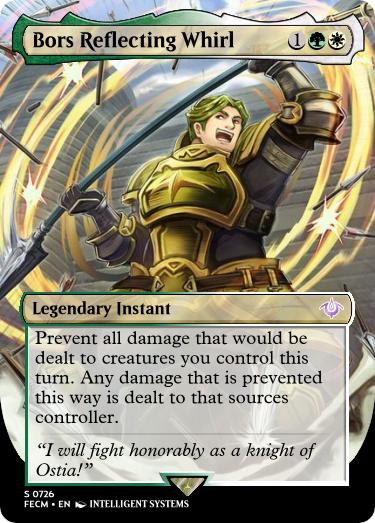 Bors Reflecting Whirl 1
Legendary Instant
Prevent all damage that would be
dealt to creatures you control this
turn. Any damage that is prevented
this way is dealt to that sources
controller.
“I will fight honorably as a knight of
Ostia!”
S 0726
FECM • EN INTELLIGENT SYSTEMS